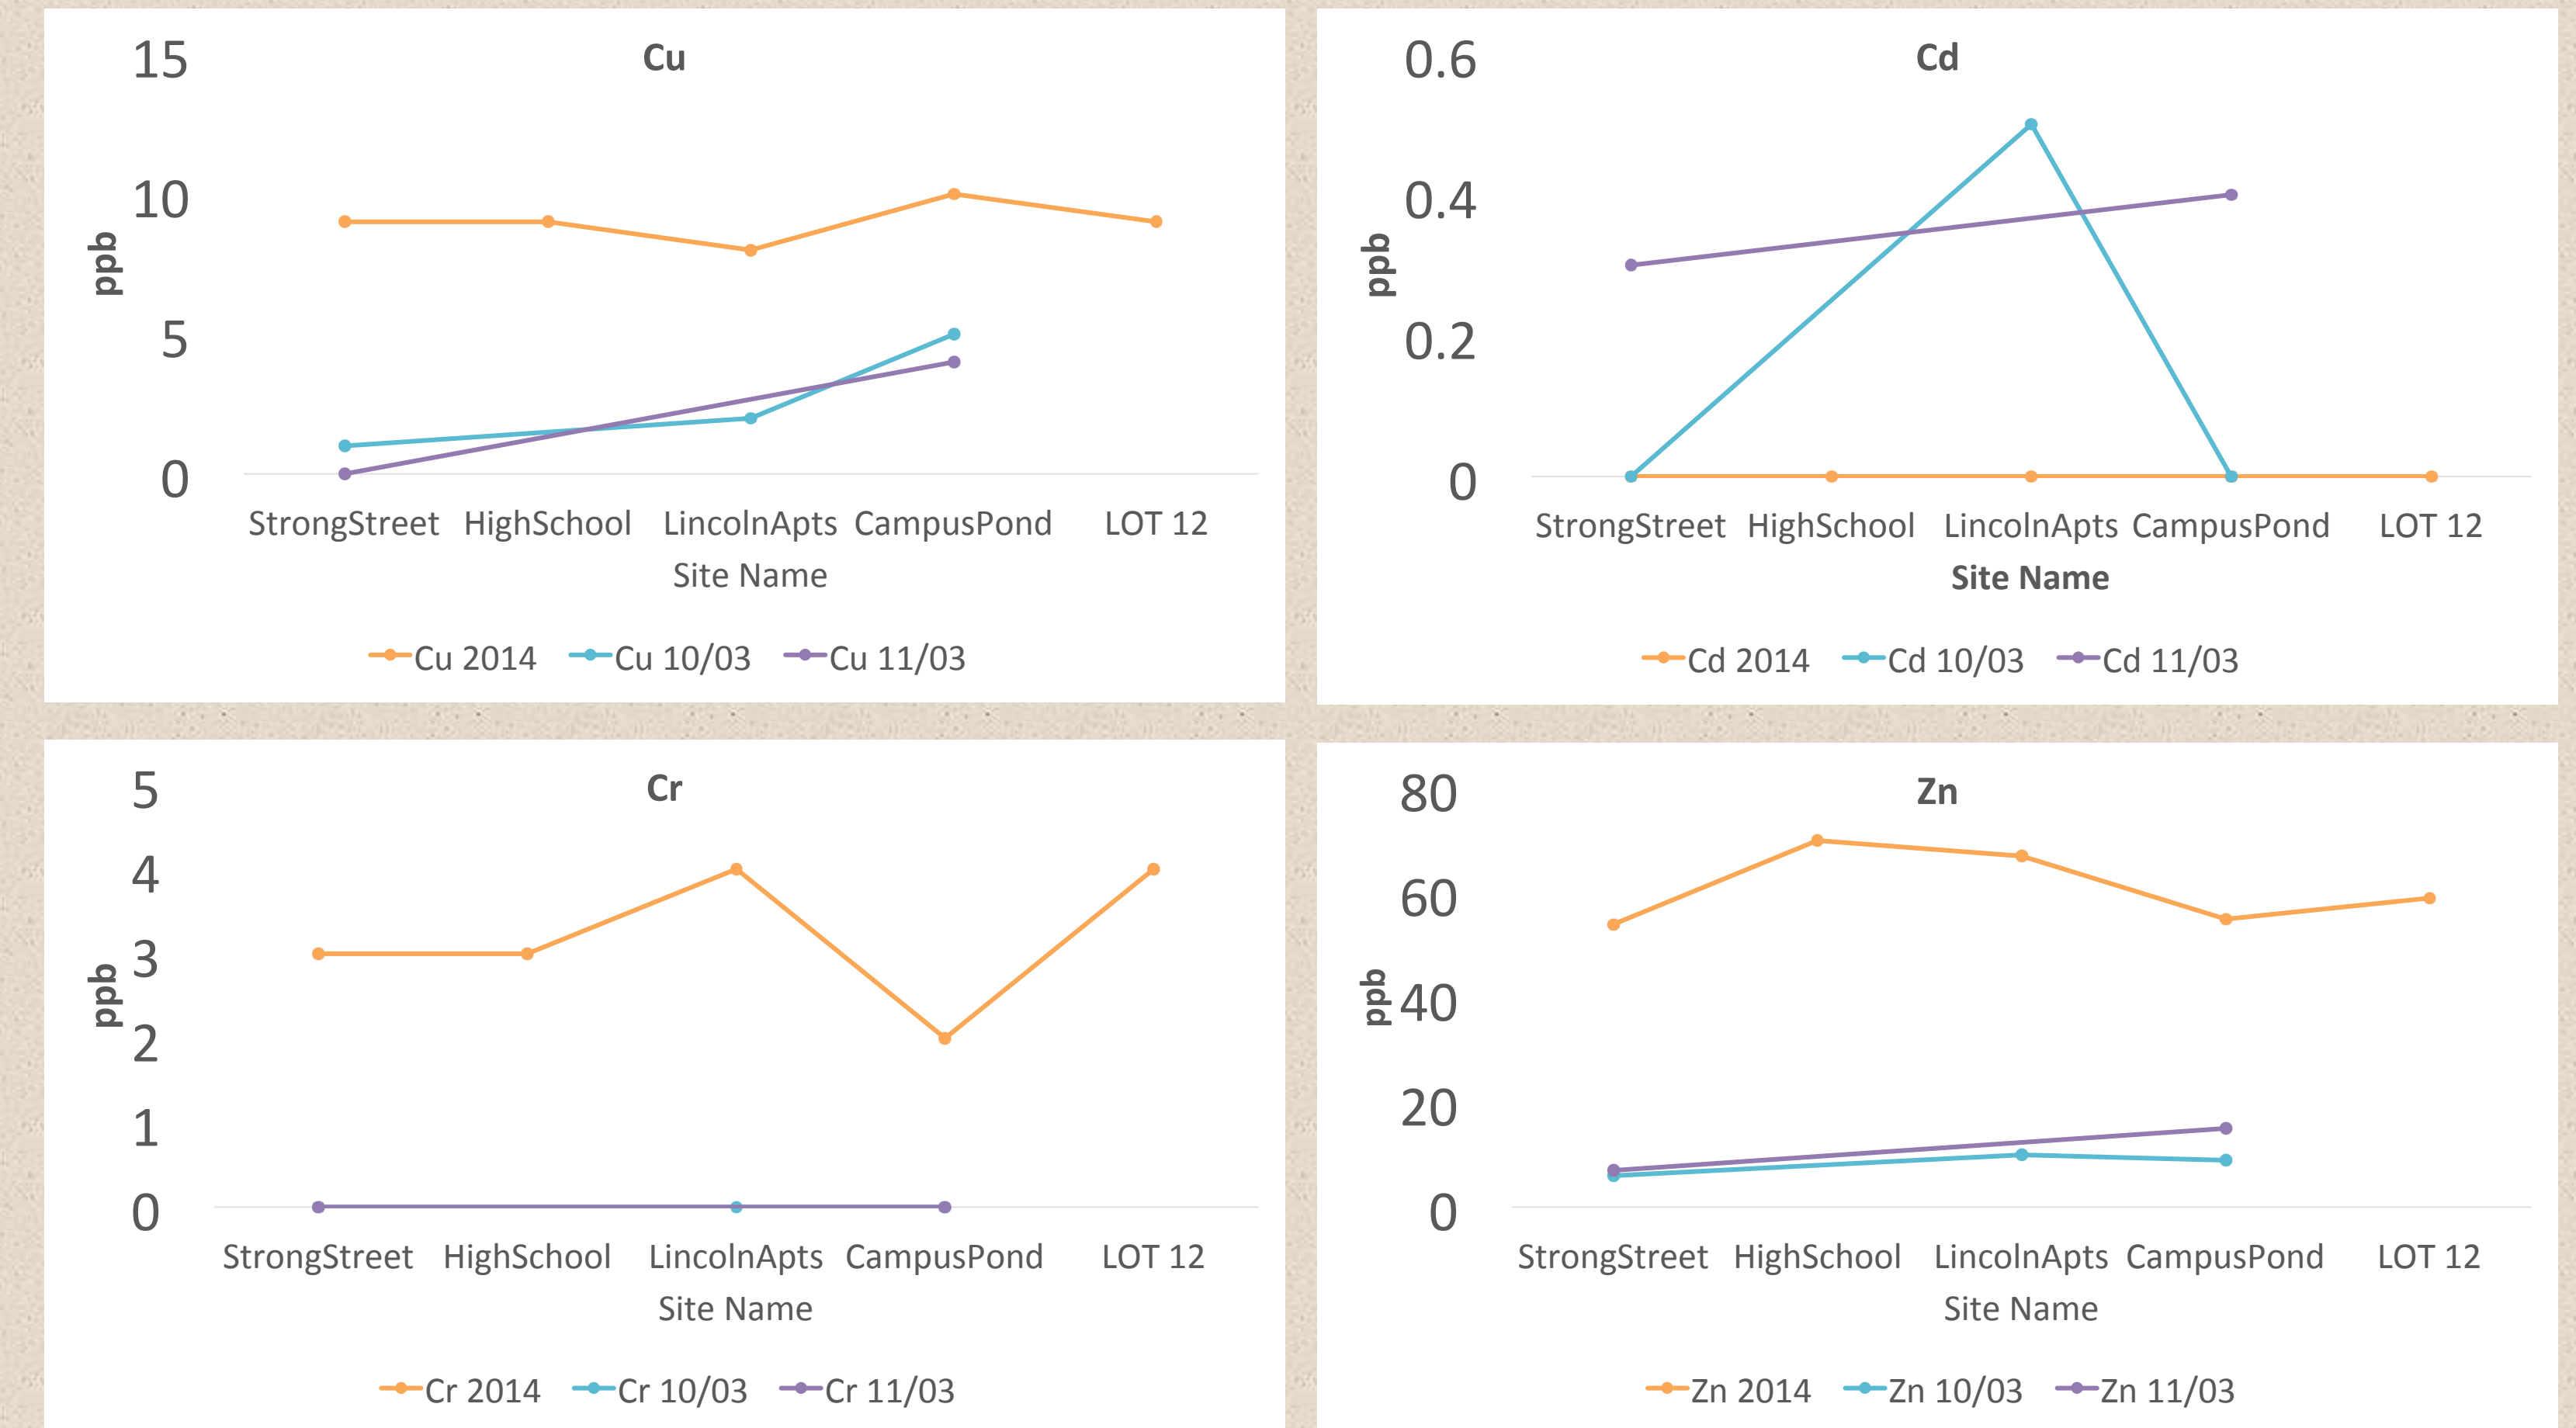 Cu
15
10
5
0
ppb
StrongStreet HighSchool LincolnApts CampusPond LOT 12
Site Name
Cu 2014 Cu 10/03 Cu 11/03
Cd
0.6
0.4
0.2
0
ppb
StrongStreet HighSchool LincolnApts CampusPond LOT 12
Site Name
Cd 2014 Cd 10/03 Cd 11/03
Cr
5
4
3
2
1
0
ppb
StrongStreet HighSchool LincolnApts CampusPond LOT 12
Site Name
Cr 2014 Cr 10/03 Cr 11/03
Zn
80
60
40
20
0
ppb
StrongStreet HighSchool LincolnApts CampusPond LOT 12
Site Name
Zn 2014 Zn 10/03 Zn 11/03